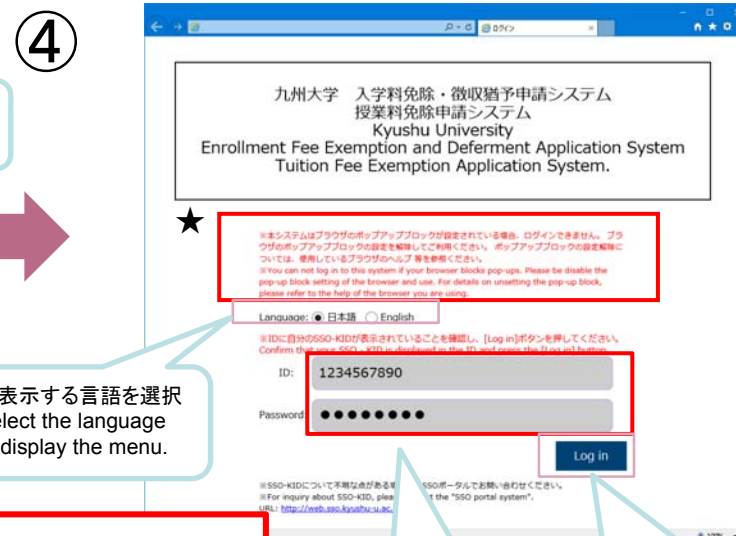 ④
ログイン
九州大学 入学料免除・徴収猶予申請システム
授業料免除申請システム
Kyushu University
Enrollment Fee Exemption and Deferment Application System
Tuition Fee Exemption Application System.
★
※本システムはブラウザのポップアップブロックが設定されている場合、ログインできません。 ブラ
ウザのポップアップブロックの設定を解除してご利用ください。 ポップアップブロックの設定解除に
ついては、使用しているブラウザのヘルプ 等を参照ください。
※You can not log in to this system if your browser blocks pop-ups. Please be disable the
pop-up block setting of the browser and use. For details on unsetting the pop-up block,
please refer to the help of the browser you are using.
Language: 日本語 English
※IDに自分のSSO-KIDが表示されていることを確認し、[Log in]ボタンを押してください。
Confirm that your SSO - KID is displayed in the ID and press the [Log in] button.
ID: 1234567890
表示する言語を選択
elect the language
display the menu.
Password: ●●●●●●●●
Log in
※SSO-KIDについて不明な点がある SSOポータルでお問い合わせください。
※For inquiry about SSO-KID, plea t the "SSO portal system".
URL: http://web.sso.kyushu-u.ac.
100%